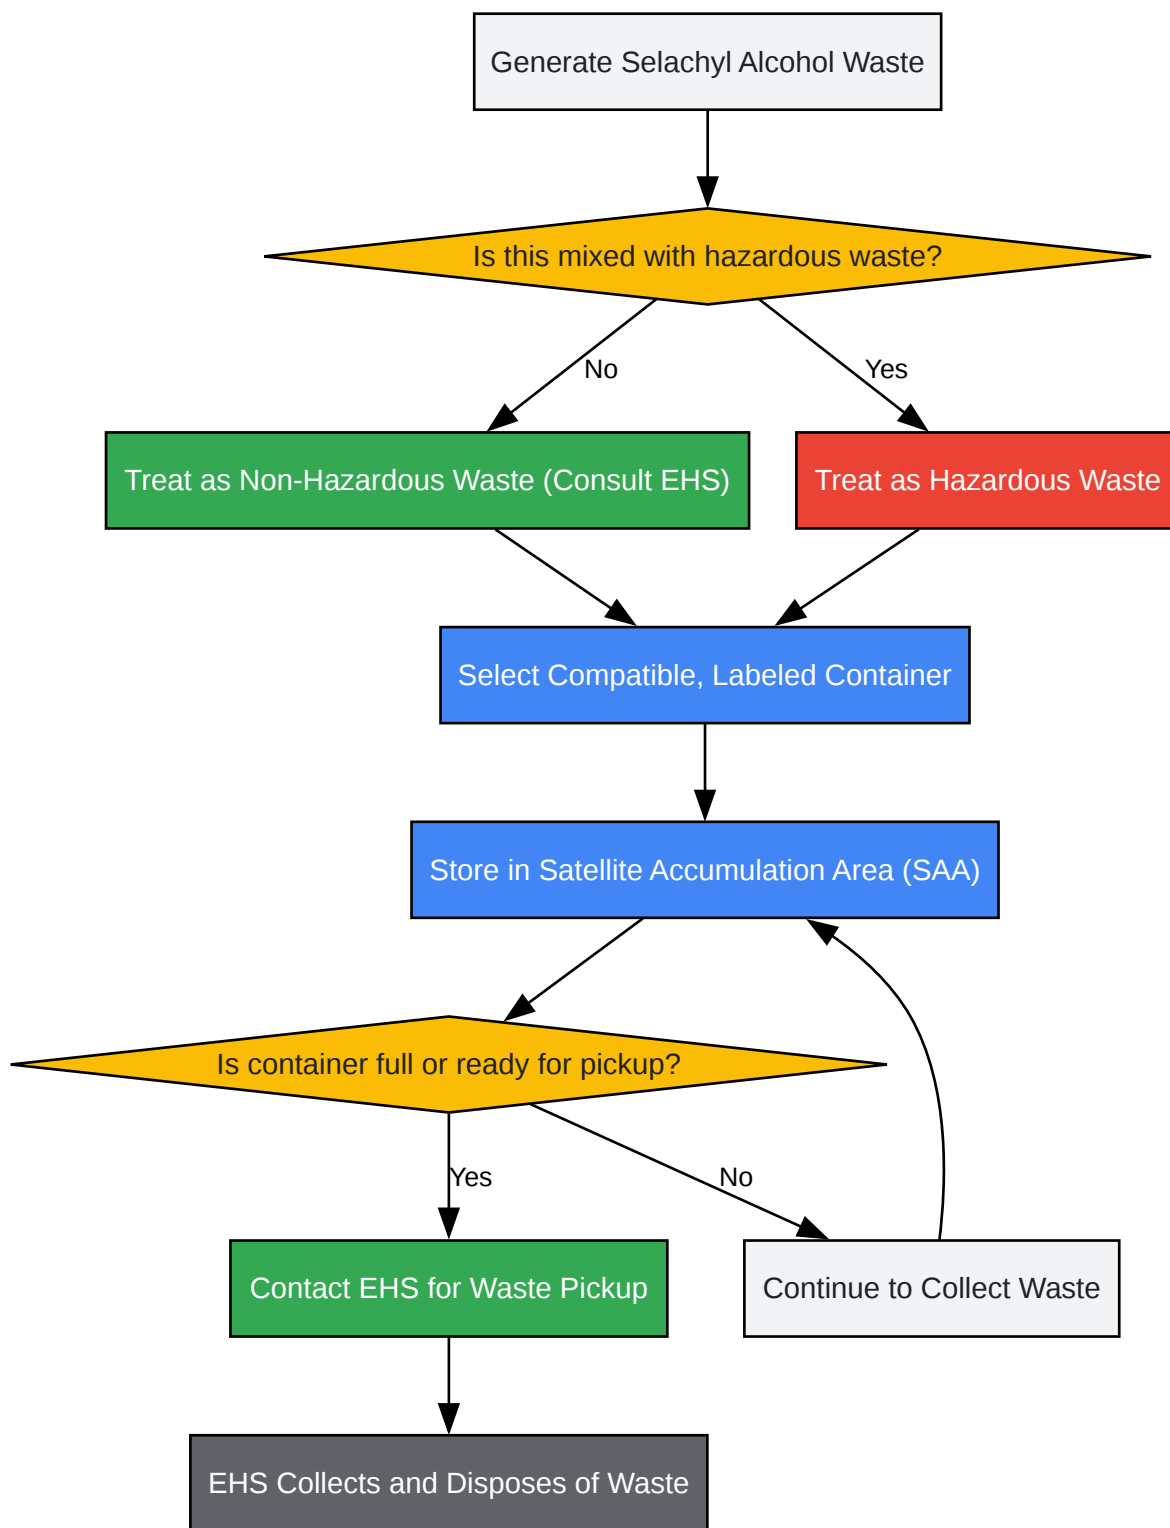 Generate Selachyl Alcohol Waste
Is this mixed with hazardous waste?
No
Yes
Treat as Non-Hazardous Waste (Consult EHS)
Treat as Hazardous Waste
Select Compatible, Labeled Container
Store in Satellite Accumulation Area (SAA)
Is container full or ready for pickup?
Yes
No
Contact EHS for Waste Pickup
Continue to Collect Waste
EHS Collects and Disposes of Waste